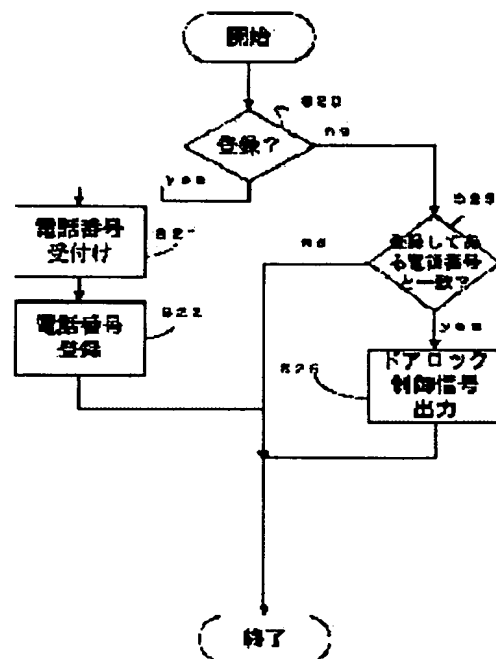 開始
S20
登録?
no
yes
電話番号
受付け
S21
登録してあ
る電話番号
と一致?
no
電話番号
登録
S22
yes
ドアロック
制御信号
出力
終了